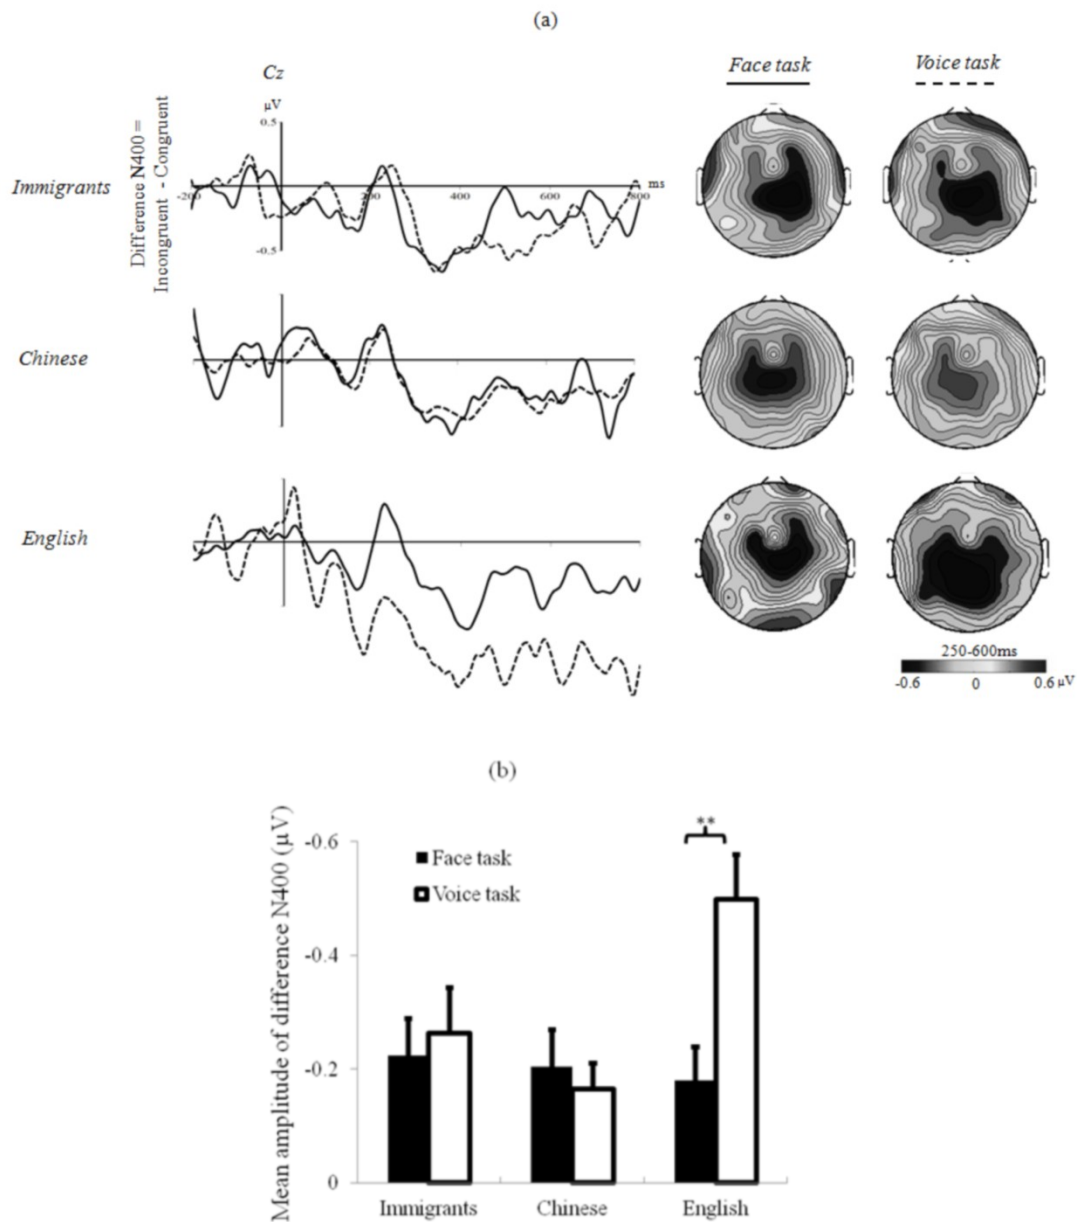 (a)
Cz
Face task
Voice task
µV
0.5
Difference N400 =
Incongruent - Congruent
Immigrants
-200
200
400
600
800
ms
-0.5
Chinese
English
250-600ms
-0.6
0
0.6 µV
(b)
Mean amplitude of difference N400 (µV)
-0.6
**
Face task
Voice task
-0.4
-0.2
0
Immigrants
Chinese
English